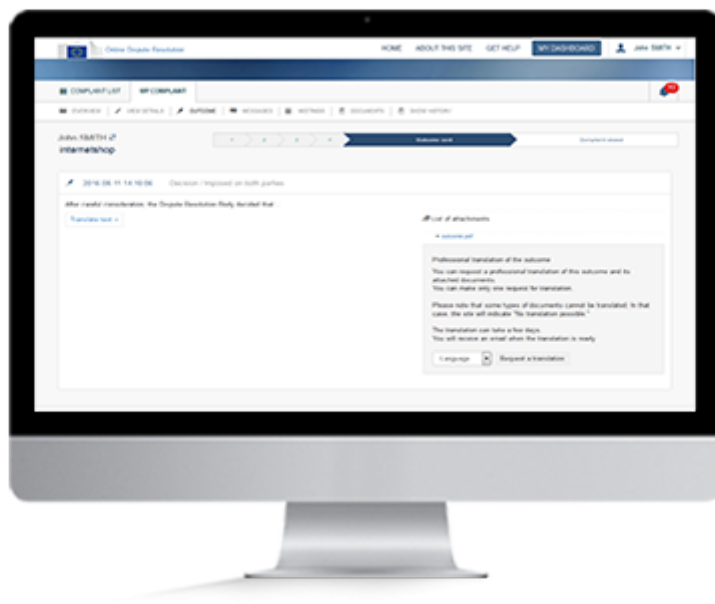 Online Dispute Resolution
HOME ABOUT THIS SITE GET HELP MY DASHBOARD John SMITH
COMPLAINT LIST MY COMPLAINT
OVERVIEW VIEW DETAILS OUTCOME MESSAGES MEETINGS DOCUMENTS SHOW HISTORY
John SMITH
internetshop
Outcome sent Complaint closed
Decision / Imposed on both parties
After careful consideration, the Dispute Resolution Body decided that
Translate text
List of attachments
outcome.pdf
Professional translation of the outcome
You can request a professional translation of this outcome and its
attached documents.
You can make only one request for translation.
Please note that some types of documents cannot be translated. In that
case, the site will indicate "No translation possible."
The translation can take a few days.
You will receive an email when the translation is ready.
Language Request a translation